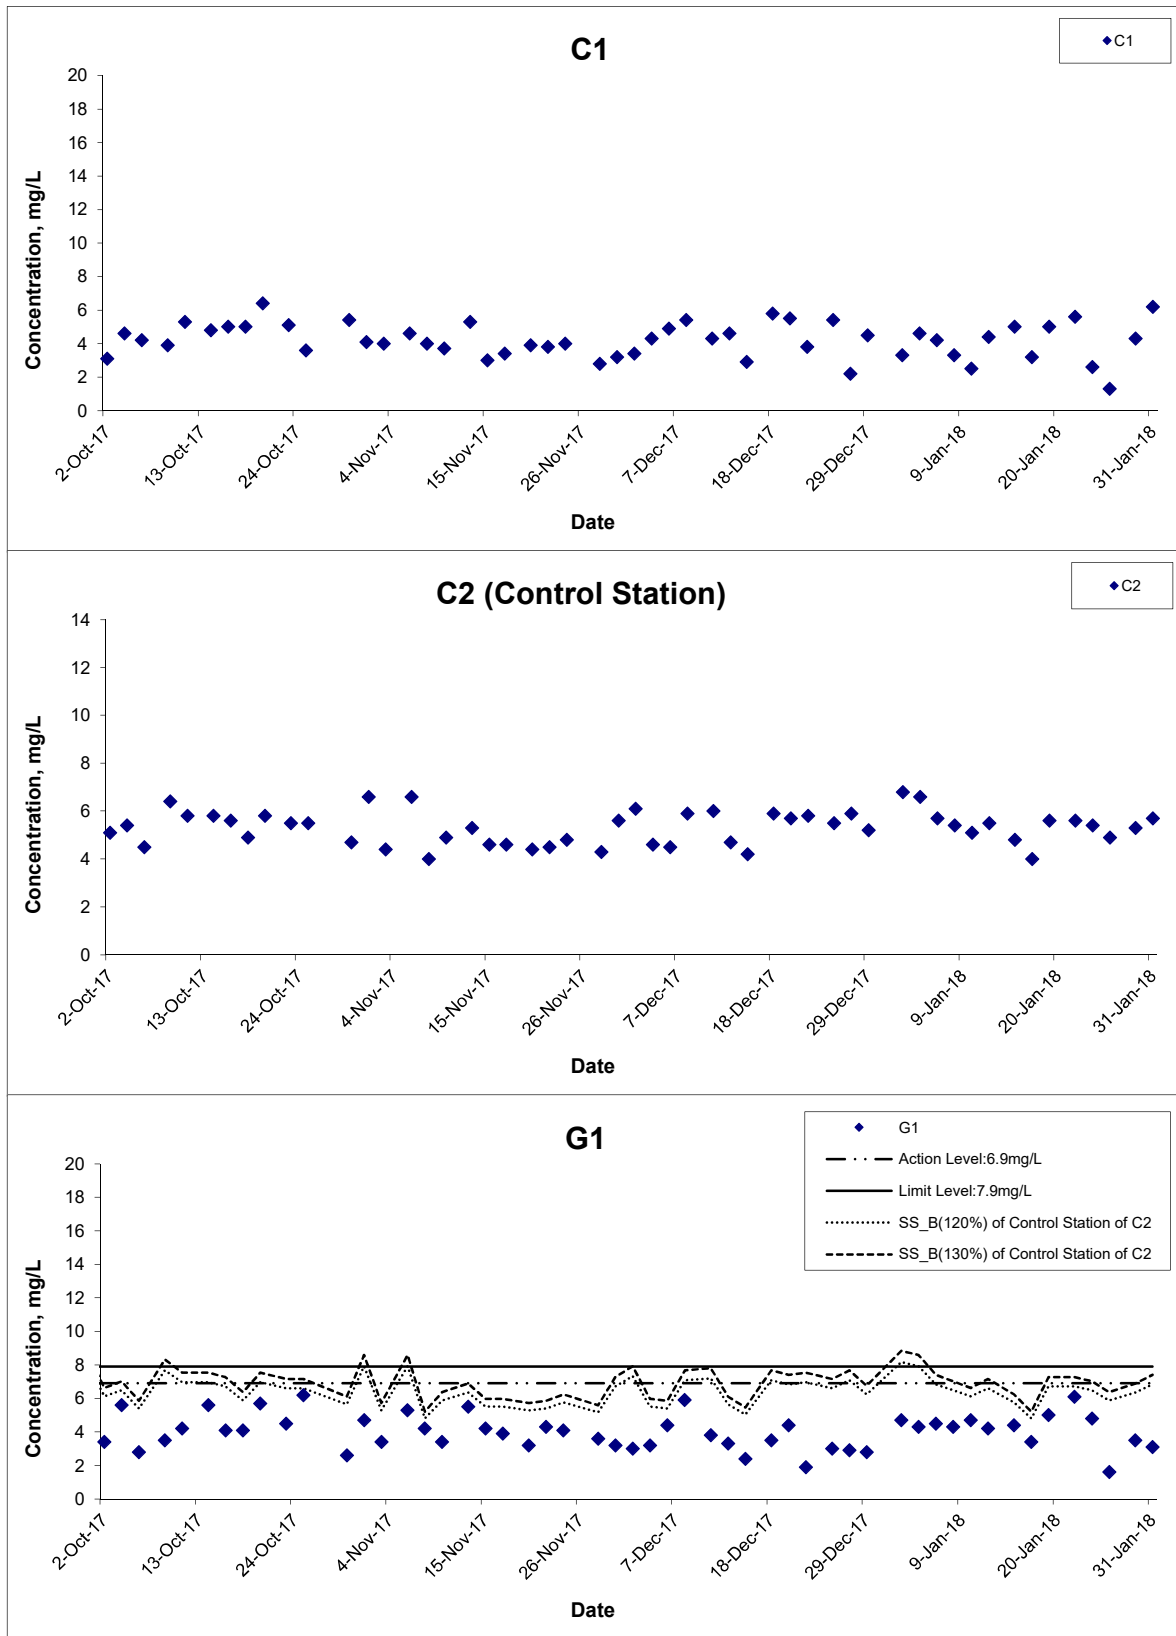 C1
C1
Concentration, mg/L
20
18
16
14
12
10
8
6
4
2
0
2-Oct-17
13-Oct-17
24-Oct-17
4-Nov-17
15-Nov-17
26-Nov-17
7-Dec-17
18-Dec-17
29-Dec-17
9-Jan-18
20-Jan-18
31-Jan-18
Date
C2 (Control Station)
C2
Concentration, mg/L
14
12
10
8
6
4
2
0
2-Oct-17
13-Oct-17
24-Oct-17
4-Nov-17
15-Nov-17
26-Nov-17
7-Dec-17
18-Dec-17
29-Dec-17
9-Jan-18
20-Jan-18
31-Jan-18
Date
G1
G1
Action Level:6.9mg/L
Limit Level:7.9mg/L
SS_B(120%) of Control Station of C2
SS_B(130%) of Control Station of C2
Concentration, mg/L
20
18
16
14
12
10
8
6
4
2
0
2-Oct-17
13-Oct-17
24-Oct-17
4-Nov-17
15-Nov-17
26-Nov-17
7-Dec-17
18-Dec-17
29-Dec-17
9-Jan-18
20-Jan-18
31-Jan-18
Date